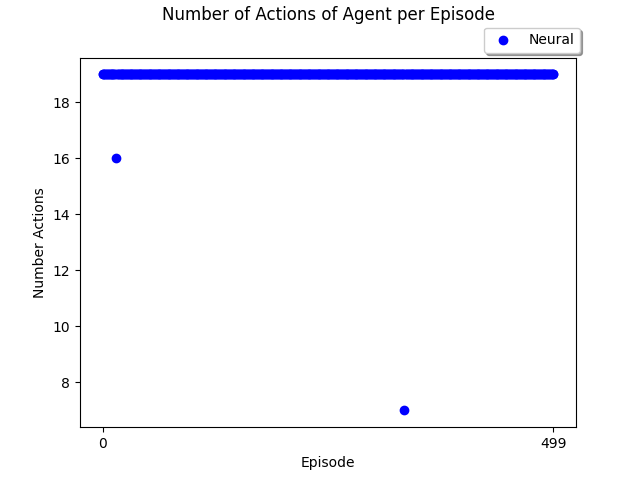 Number of Actions of Agent per Episode
Neural
18
16
14
12
10
8
Number Actions
0
499
Episode